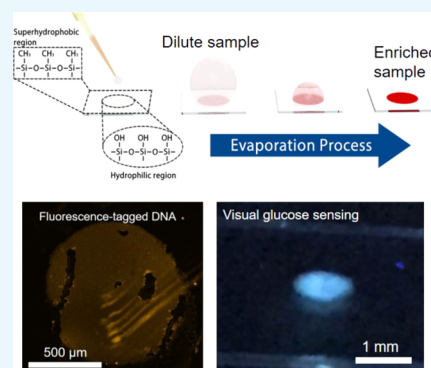 Superhydrophobic
region
CH₃ CH₃ CH₃
–Si–O–Si–O–Si–
OH OH OH
–Si–O–Si–O–Si–
Hydrophilic region
Dilute sample
Enriched
sample
Evaporation Process
Fluorescence-tagged DNA
500 µm
Visual glucose sensing
1 mm